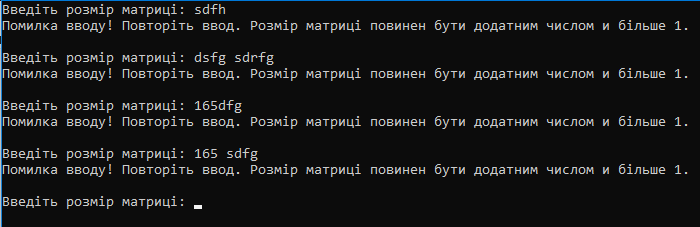 Введіть розмір матриці: sdfh
Помилка вводу! Повторіть ввод. Розмір матриці повинен бути додатним числом и більше 1.
Введіть розмір матриці: dsfg sdrfg
Помилка вводу! Повторіть ввод. Розмір матриці повинен бути додатним числом и більше 1.
Введіть розмір матриці: 165dfg
Помилка вводу! Повторіть ввод. Розмір матриці повинен бути додатним числом и більше 1.
Введіть розмір матриці: 165 sdfg
Помилка вводу! Повторіть ввод. Розмір матриці повинен бути додатним числом и більше 1.
Введіть розмір матриці: